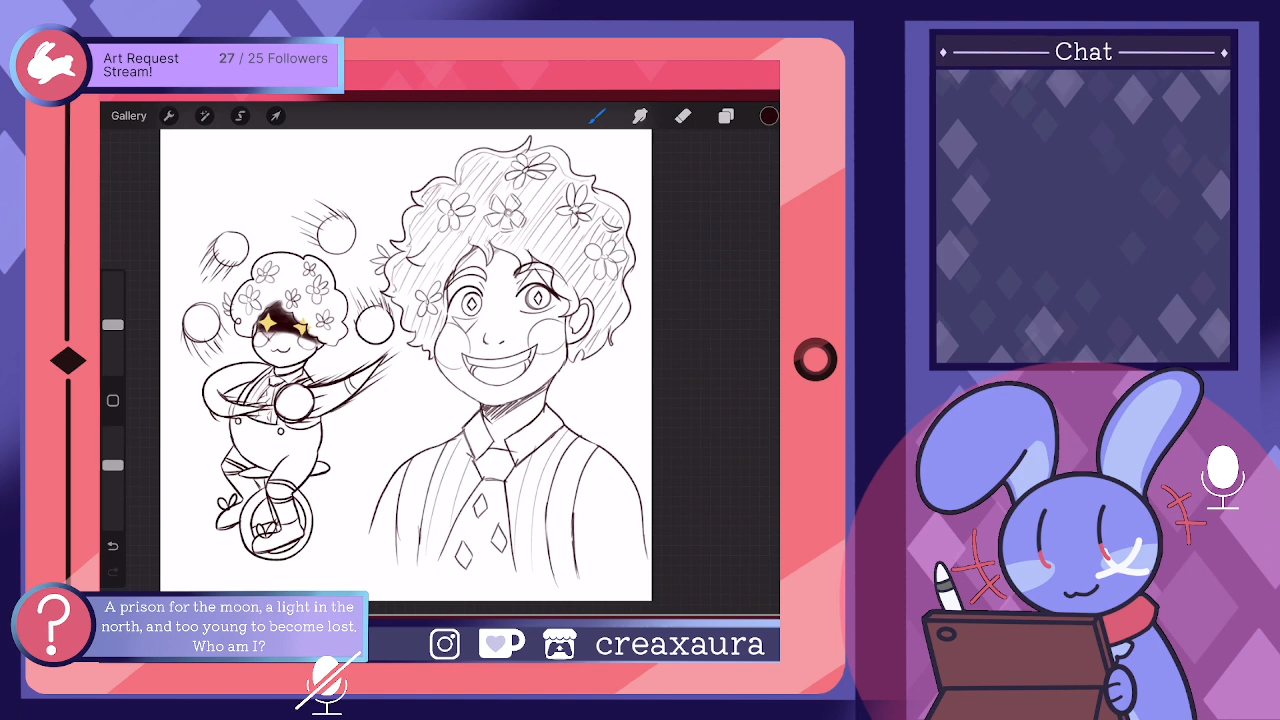 Art Request
Stream!
27 / 25 Followers
Chat
Gallery
A prison for the moon, a light in the
north, and too young to become lost.
Who am I?
creaxaura